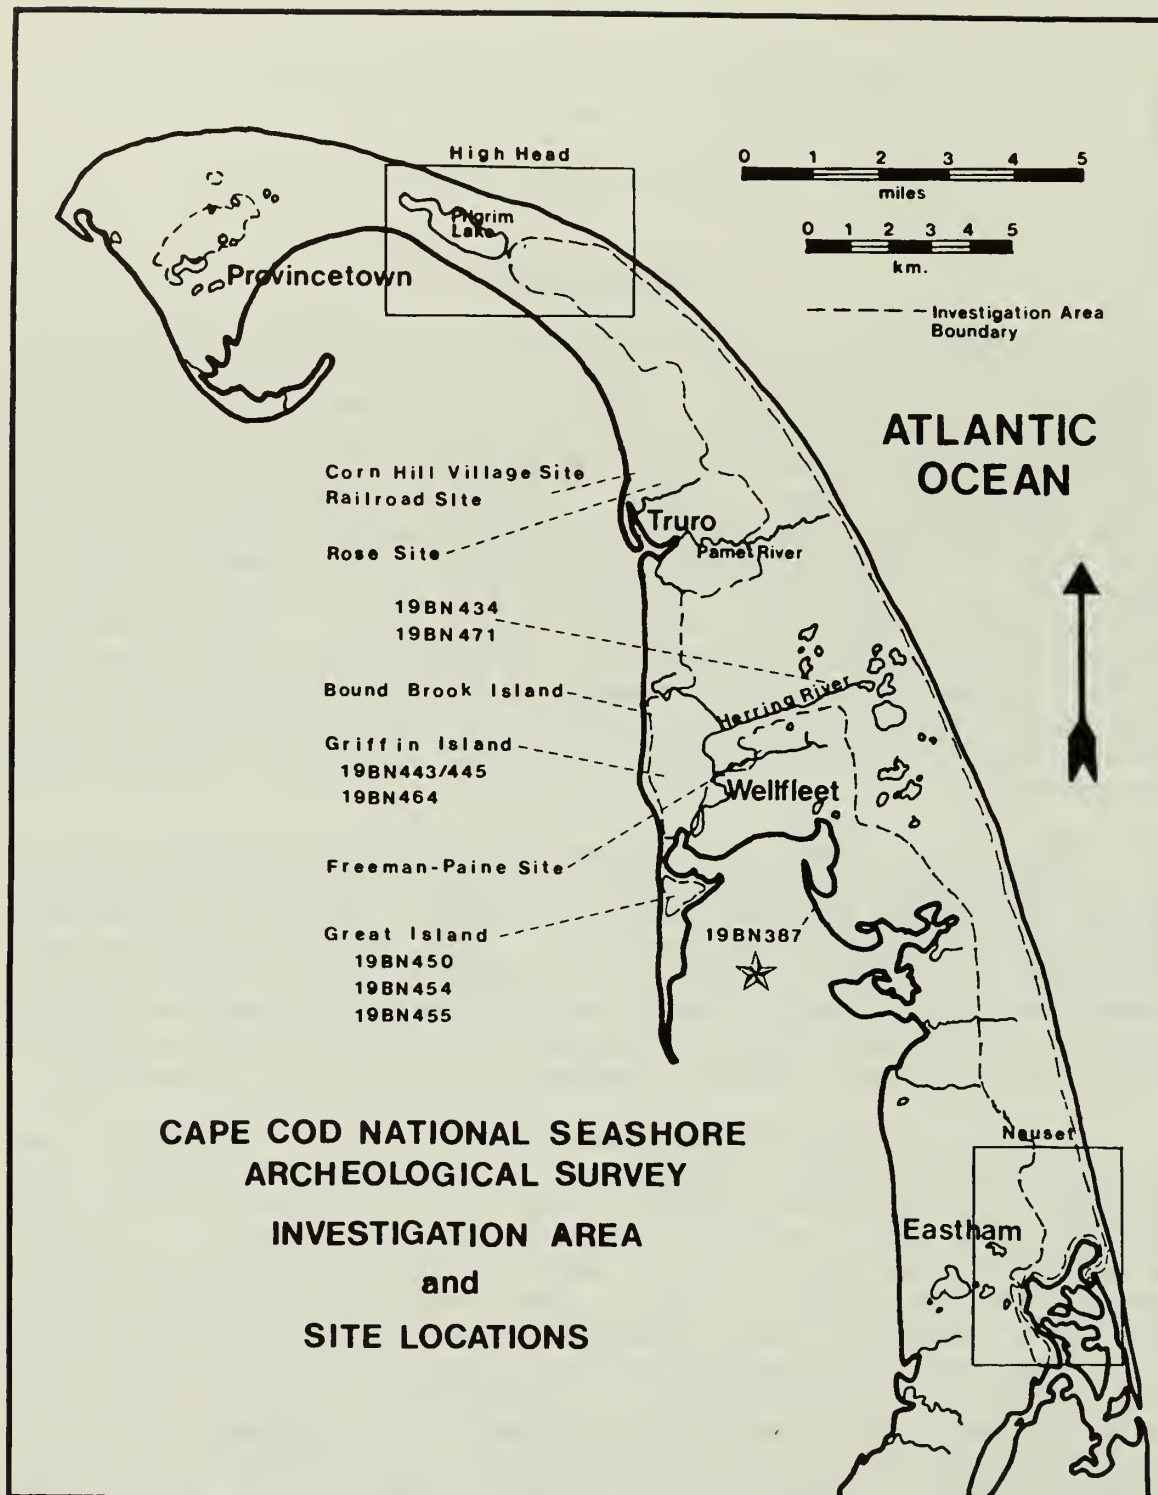 High Head
0 1 2 3 4 5
miles
0 1 2 3 4 5
km.
Investigation Area
Boundary
Pilgrim
Lake
Provincetown
ATLANTIC
OCEAN
Corn Hill Village Site
Railroad Site
Truro
Rose Site
Pamet River
19BN434
19BN471
Bound Brook Island
Herring River
Griffin Island
19BN443/445
19BN464
Wellfleet
Freeman-Paine Site
Great Island
19BN450
19BN454
19BN455
19BN387
CAPE COD NATIONAL SEASHORE
ARCHEOLOGICAL SURVEY
INVESTIGATION AREA
and
SITE LOCATIONS
Nauset
Eastham